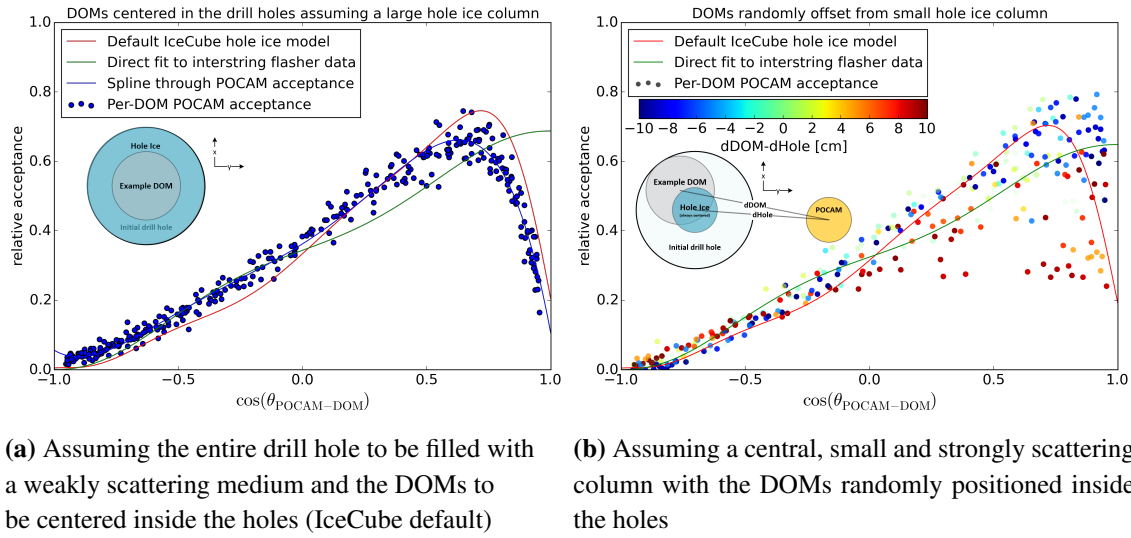 DOMs centered in the drill holes assuming a large hole ice column
Default IceCube hole ice model
Direct fit to interstring flasher data
Spline through POCAM acceptance
Per-DOM POCAM acceptance
Hole Ice
Example DOM
Initial drill hole
x
y
relative acceptance
1.0
0.8
0.6
0.4
0.2
0.0
−1.0 −0.5 0.0 0.5 1.0
cos(θPOCAM−DOM)
DOMs randomly offset from small hole ice column
Default IceCube hole ice model
Direct fit to interstring flasher data
Per-DOM POCAM acceptance
−10 −8 −6 −4 −2 0 2 4 6 8 10
dDOM-dHole [cm]
Example DOM
Hole Ice
(always centered)
Initial drill hole
dDOM
dHole
POCAM
x
y
relative acceptance
1.0
0.8
0.6
0.4
0.2
0.0
−1.0 −0.5 0.0 0.5 1.0
cos(θPOCAM−DOM)
(a) Assuming the entire drill hole to be filled with
a weakly scattering medium and the DOMs to
be centered inside the holes (IceCube default)
(b) Assuming a central, small and strongly scattering
column with the DOMs randomly positioned inside
the holes